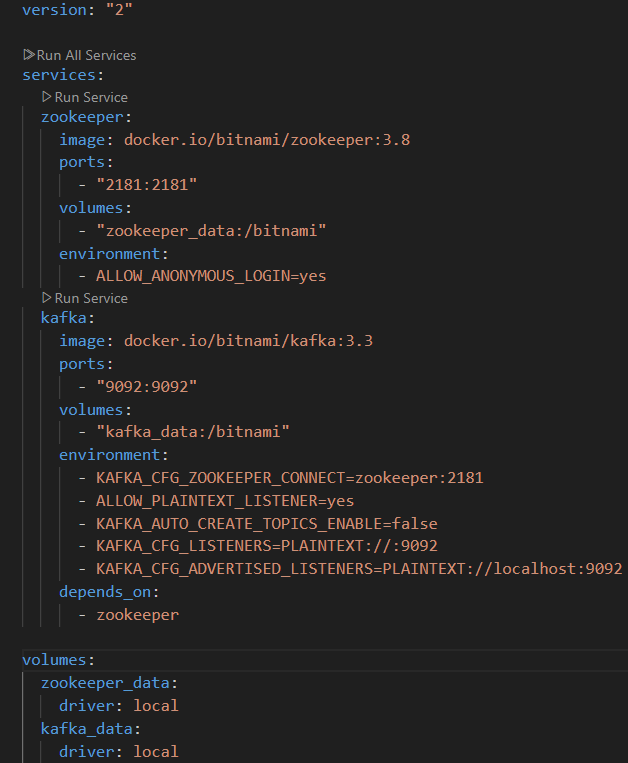 version: "2"
Run All Services
services:
Run Service
zookeeper:
image: docker.io/bitnami/zookeeper:3.8
ports:
- "2181:2181"
volumes:
- "zookeeper_data:/bitnami"
environment:
- ALLOW_ANONYMOUS_LOGIN=yes
Run Service
kafka:
image: docker.io/bitnami/kafka:3.3
ports:
- "9092:9092"
volumes:
- "kafka_data:/bitnami"
environment:
- KAFKA_CFG_ZOOKEEPER_CONNECT=zookeeper:2181
- ALLOW_PLAINTEXT_LISTENER=yes
- KAFKA_AUTO_CREATE_TOPICS_ENABLE=false
- KAFKA_CFG_LISTENERS=PLAINTEXT://:9092
- KAFKA_CFG_ADVERTISED_LISTENERS=PLAINTEXT://localhost:9092
depends_on:
- zookeeper
volumes:
zookeeper_data:
driver: local
kafka_data:
driver: local